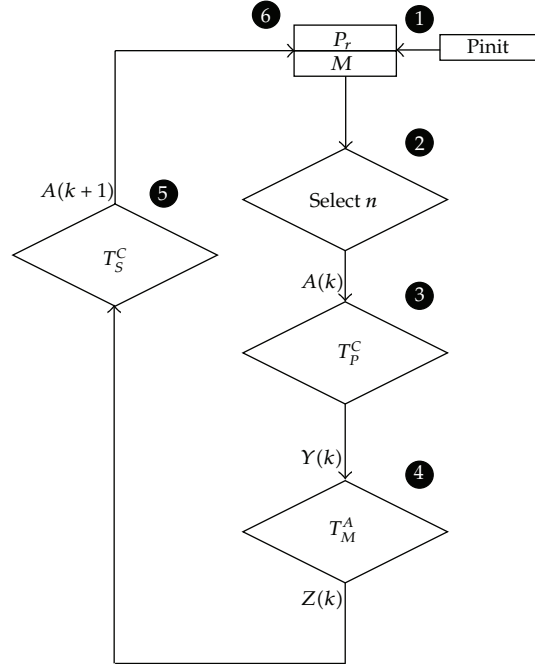 6
1
P_r
Pinit
M
2
Select n
A(k)
3
T_P^C
Y(k)
4
T_M^A
Z(k)
A(k + 1)
5
T_S^C